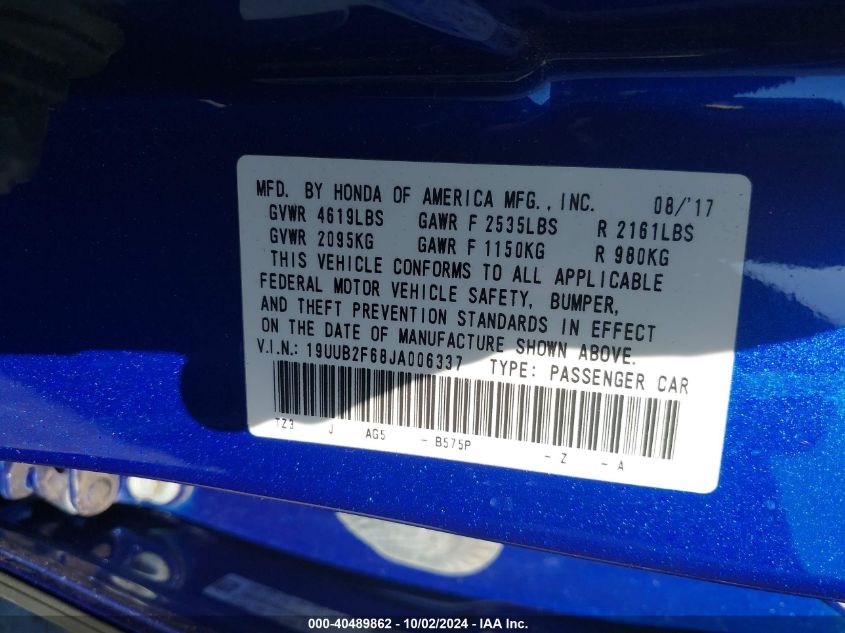 MFD. BY HONDA OF AMERICA MFG., INC. 08/'17
GVWR 4619LBS GAWR F 2535LBS R 2161LBS
GVWR 2095KG GAWR F 1150KG R 980KG
THIS VEHICLE CONFORMS TO ALL APPLICABLE
FEDERAL MOTOR VEHICLE SAFETY, BUMPER,
AND THEFT PREVENTION STANDARDS IN EFFECT
ON THE DATE OF MANUFACTURE SHOWN ABOVE.
V.I.N.: 19UUB2F68JA006337 TYPE: PASSENGER CAR
TZ3 J AG5 - B575P - Z - A
000-40489862 - 10/02/2024 - IAA Inc.